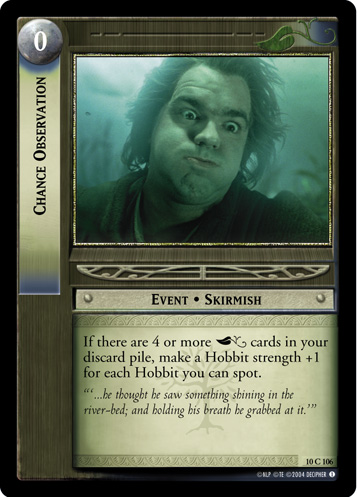 0
CHANCE OBSERVATION
EVENT • SKIRMISH
If there are 4 or more cards in your
discard pile, make a Hobbit strength +1
for each Hobbit you can spot.
“‘...he thought he saw something shining in the
river-bed; and holding his breath he grabbed at it.’”
10 C 106
©NLP ™©TE ©2004 DECIPHER 1